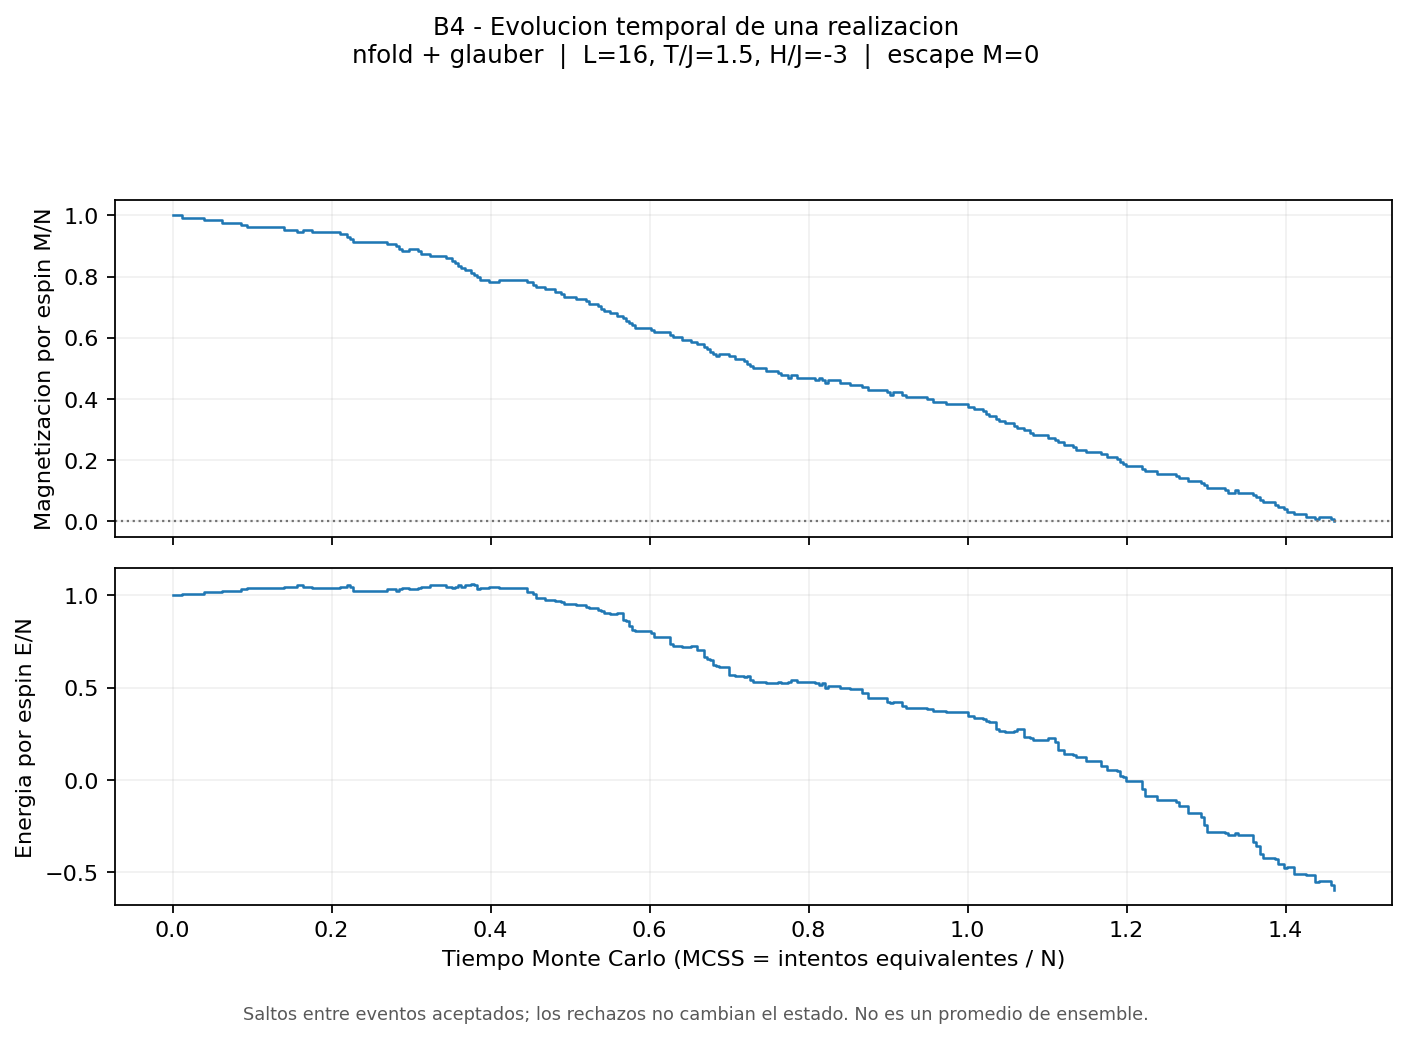 B4 - Evolucion temporal de una realizacion
nfold + glauber | L=16, T/J=1.5, H/J=-3 | escape M=0
Magnetizacion por espin M/N
1.0
0.8
0.6
0.4
0.2
0.0
Energia por espin E/N
1.0
0.5
0.0
−0.5
0.0 0.2 0.4 0.6 0.8 1.0 1.2 1.4
Tiempo Monte Carlo (MCSS = intentos equivalentes / N)
Saltos entre eventos aceptados; los rechazos no cambian el estado. No es un promedio de ensemble.